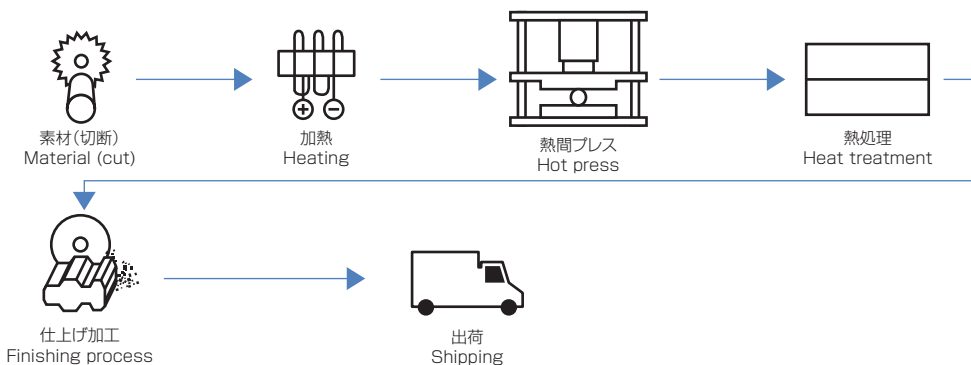 素材(切断)
Material (cut)
加熱
Heating
熱間プレス
Hot press
熱処理
Heat treatment
仕上げ加工
Finishing process
出荷
Shipping